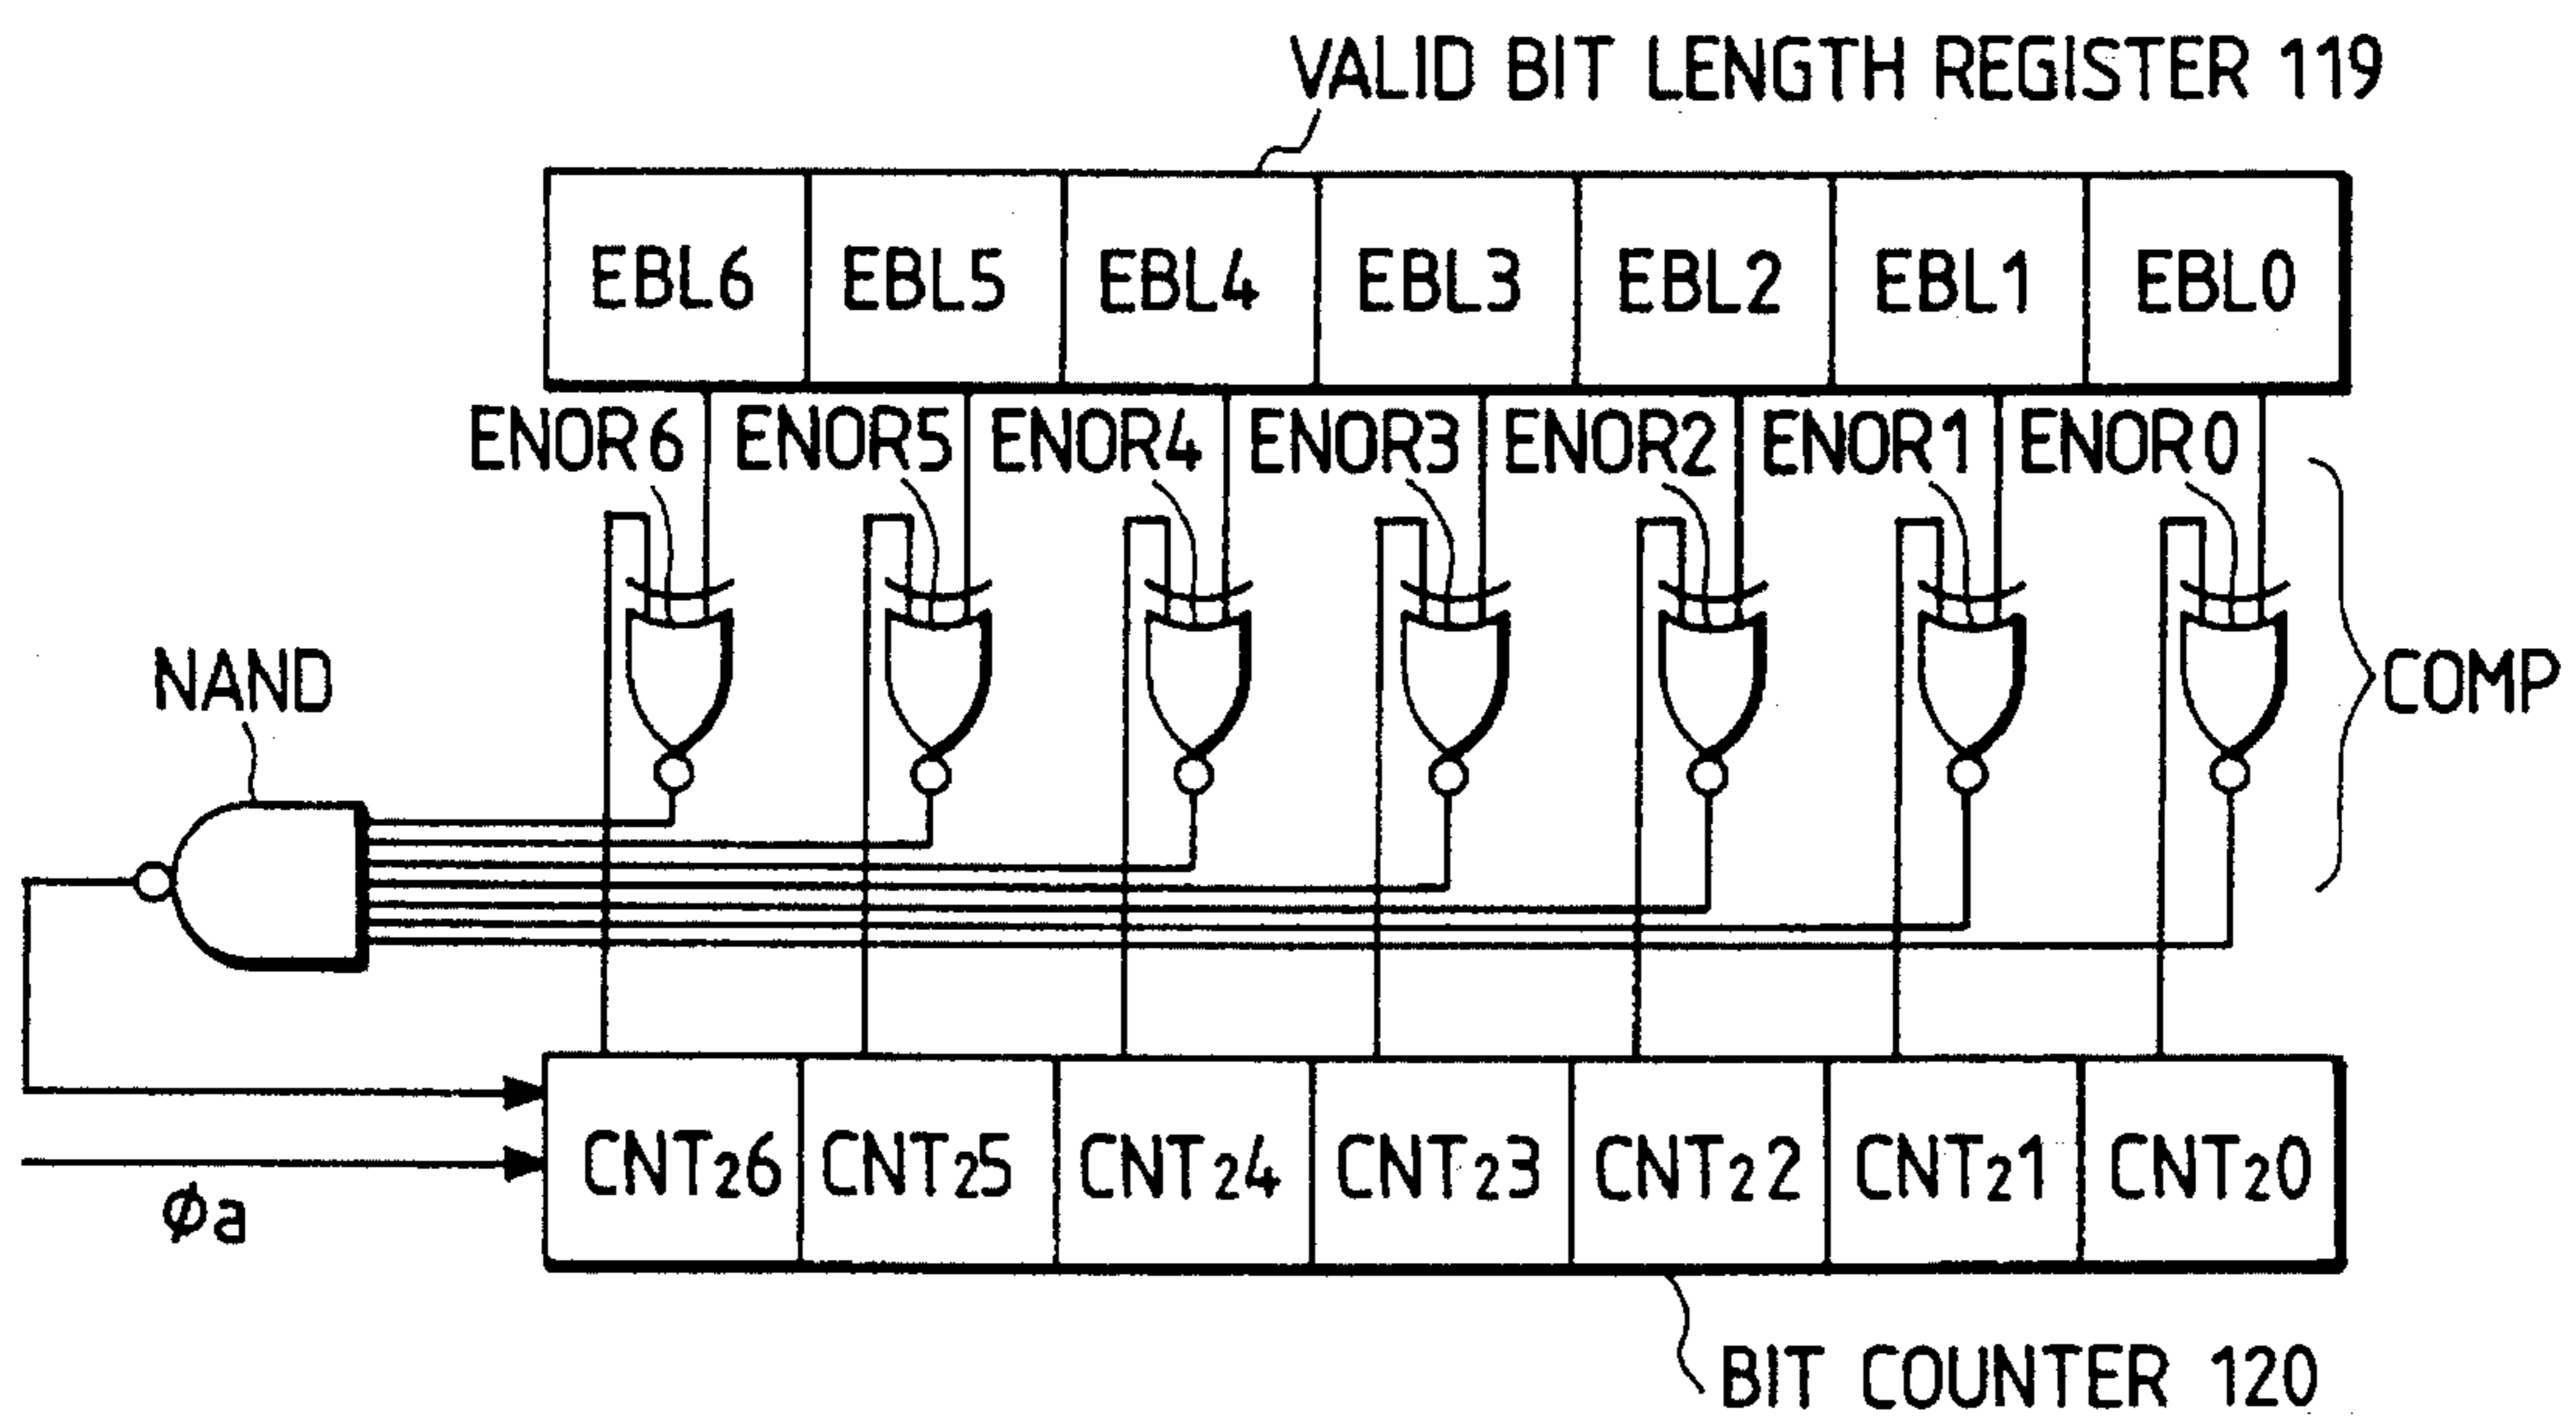 VALID BIT LENGTH REGISTER 119
EBL6 EBL5 EBL4 EBL3 EBL2 EBL1 EBL0
ENOR6 ENOR5 ENOR4 ENOR3 ENOR2 ENOR1 ENOR0
NAND
COMP
CNT₂6 CNT₂5 CNT₂4 CNT₂3 CNT₂2 CNT₂1 CNT₂0
φa
BIT COUNTER 120